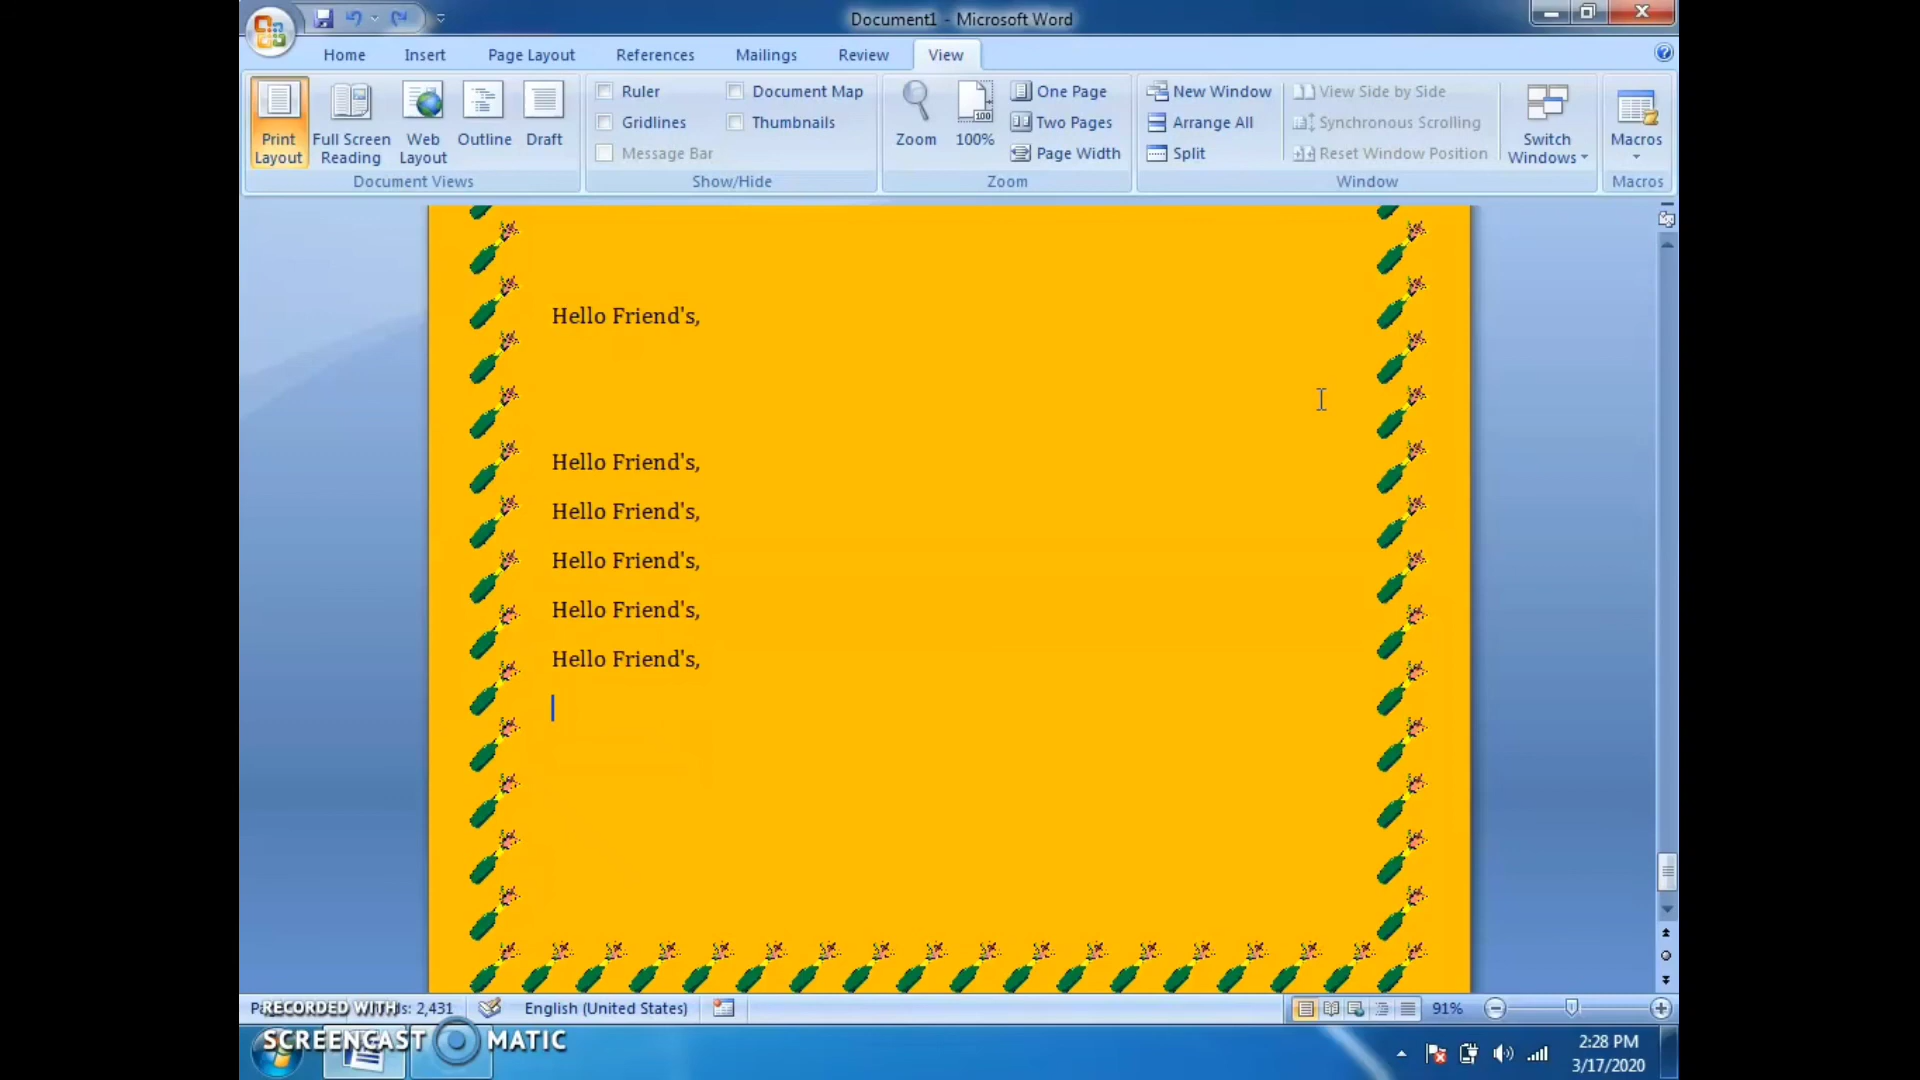 Document1 - Microsoft Word
Home Insert Page Layout References Mailings Review View
Print Layout
Full Screen Reading
Web Layout
Outline
Draft
Document Views
Ruler
Gridlines
Message Bar
Document Map
Thumbnails
Show/Hide
Zoom
100%
One Page
Two Pages
Page Width
Zoom
New Window
Arrange All
Split
View Side by Side
Synchronous Scrolling
Reset Window Position
Switch Windows
Window
Macros
Macros
Hello Friend's,
Hello Friend's,
Hello Friend's,
Hello Friend's,
Hello Friend's,
Hello Friend's,
RECORDED WITH
2,431
English (United States)
91%
SCREENCAST MATIC
2:28 PM
3/17/2020